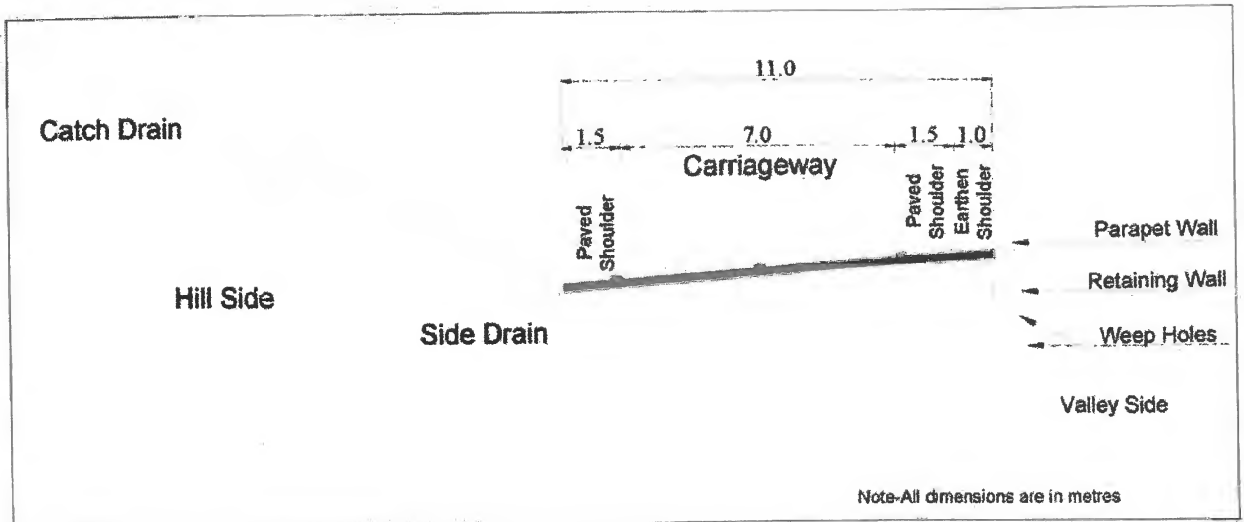 11.0
Catch Drain
1.5 7.0 1.5 1.0
Carriageway
Paved
Shoulder
Paved
Shoulder
Earthen
Shoulder
Parapet Wall
Hill Side
Retaining Wall
Side Drain
Weep Holes
Valley Side
Note-All dimensions are in metres